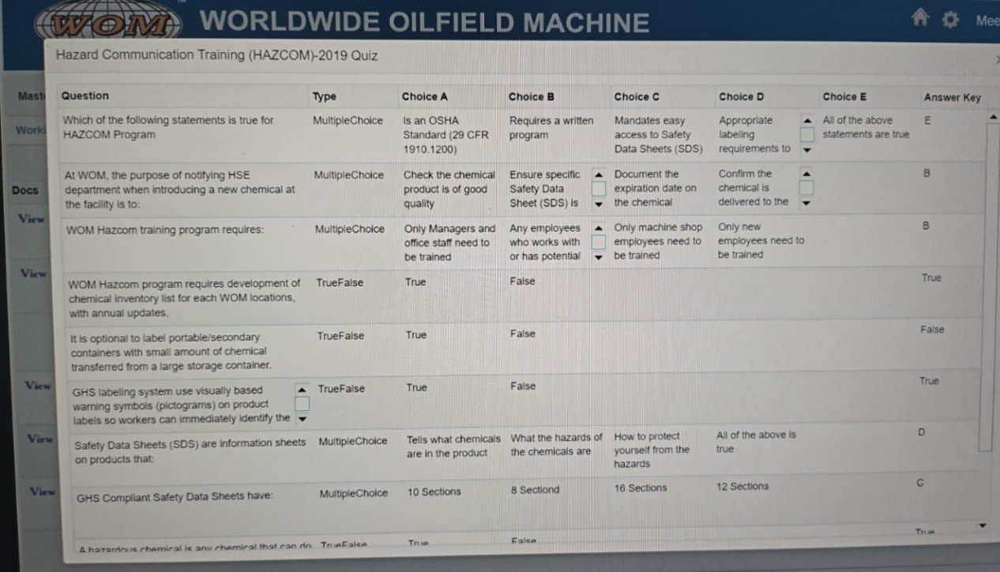 WOM
WORLDWIDE OILFIELD MACHINE
Mee
Hazard Communication Training (HAZCOM)-2019 Quiz
Mast
Worki
Docs
View
View
View
View
View
Question Type Choice A Choice B Choice C Choice D Choice E Answer Key
Which of the following statements is true for MultipleChoice Is an OSHA Requires a written Mandates easy Appropriate All of the above E
HAZCOM Program Standard (29 CFR program access to Safety labeling statements are true
1910.1200) Data Sheets (SDS) requirements to
At WOM, the purpose of notifying HSE MultipleChoice Check the chemical Ensure specific Document the Confirm the B
department when introducing a new chemical at product is of good Safety Data expiration date on chemical is
the facility is to: quality Sheet (SDS) is the chemical delivered to the
WOM Hazcom training program requires: MultipleChoice Only Managers and Any employees Only machine shop Only new B
office staff need to who works with employees need to employees need to
be trained or has potential be trained be trained
WOM Hazcom program requires development of TrueFalse True False True
chemical inventory list for each WOM locations,
with annual updates.
It is optional to label portable/secondary TrueFalse True False False
containers with small amount of chemical
transferred from a large storage container.
GHS labeling system use visually based TrueFalse True False True
warning symbols (pictograms) on product
labels so workers can immediately identify the
Safety Data Sheets (SDS) are information sheets MultipleChoice Tells what chemicals What the hazards of How to protect All of the above is D
on products that: are in the product the chemicals are yourself from the true
hazards
GHS Compliant Safety Data Sheets have: MultipleChoice 10 Sections 8 Sectiond 16 Sections 12 Sections C
A hazardous chemical is any chemical that can do TrueFalse True False True